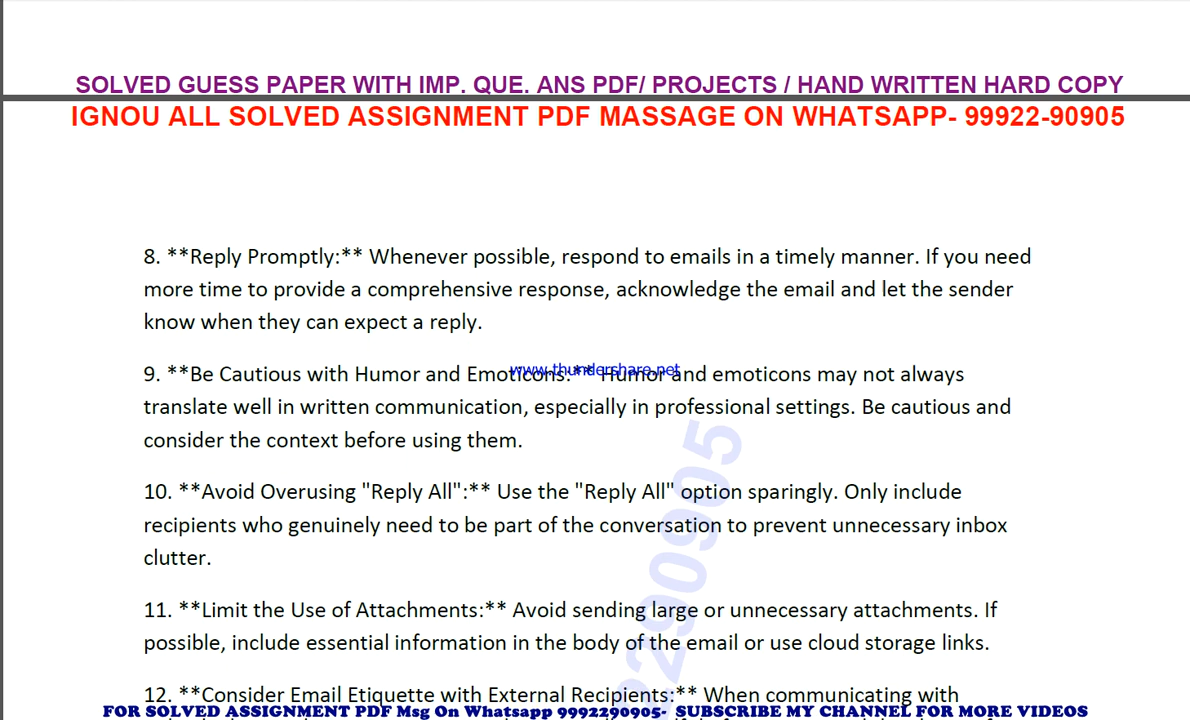 SOLVED GUESS PAPER WITH IMP. QUE. ANS PDF/ PROJECTS / HAND WRITTEN HARD COPY
IGNOU ALL SOLVED ASSIGNMENT PDF MASSAGE ON WHATSAPP- 99922-90905
8. **Reply Promptly:** Whenever possible, respond to emails in a timely manner. If you need
more time to provide a comprehensive response, acknowledge the email and let the sender
know when they can expect a reply.
www.thundershare.net
9. **Be Cautious with Humor and Emoticons:** Humor and emoticons may not always
translate well in written communication, especially in professional settings. Be cautious and
consider the context before using them.
10. **Avoid Overusing "Reply All":** Use the "Reply All" option sparingly. Only include
recipients who genuinely need to be part of the conversation to prevent unnecessary inbox
clutter.
2290905
11. **Limit the Use of Attachments:** Avoid sending large or unnecessary attachments. If
possible, include essential information in the body of the email or use cloud storage links.
12. **Consider Email Etiquette with External Recipients:** When communicating with
FOR SOLVED ASSIGNMENT PDF Msg On Whatsapp 9992290905- SUBSCRIBE MY CHANNEL FOR MORE VIDEOS